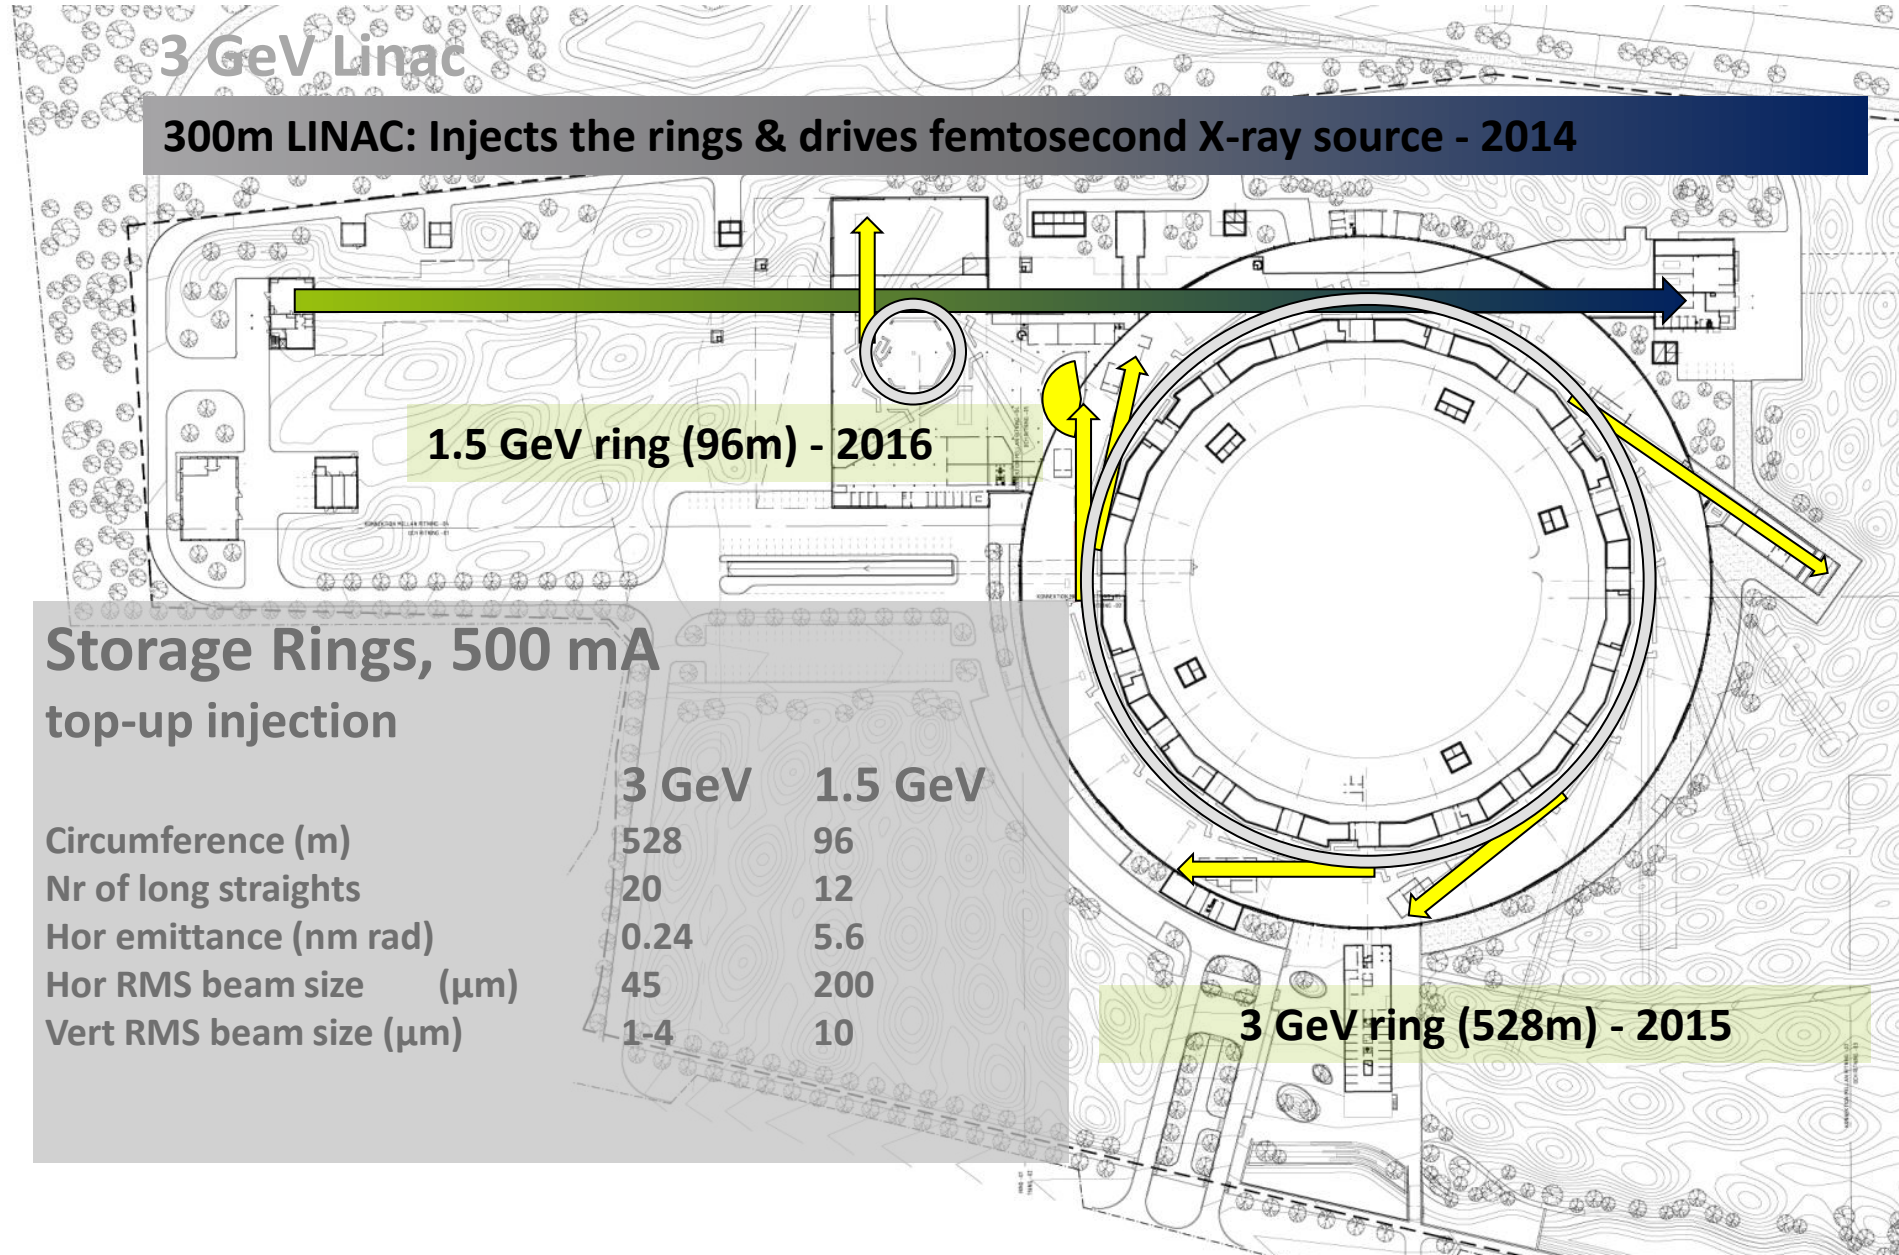 3 GeV Linac
300m LINAC: Injects the rings & drives femtosecond X-ray source - 2014
1.5 GeV ring (96m) - 2016
Storage Rings, 500 mA
top-up injection
3 GeV 1.5 GeV
Circumference (m) 528 96
Nr of long straights 20 12
Hor emittance (nm rad) 0.24 5.6
Hor RMS beam size (µm) 45 200
Vert RMS beam size (µm) 1-4 10
3 GeV ring (528m) - 2015